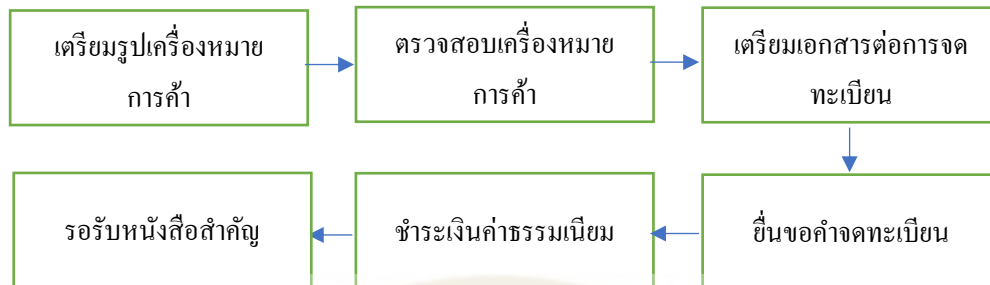 เตรียมรูปเครื่องหมาย
การค้า
ตรวจสอบเครื่องหมาย
การค้า
เตรียมเอกสารต่อการจด
ทะเบียน
ยื่นขอคำจดทะเบียน
ชำระเงินค่าธรรมเนียม
รอรับหนังสือสำคัญ